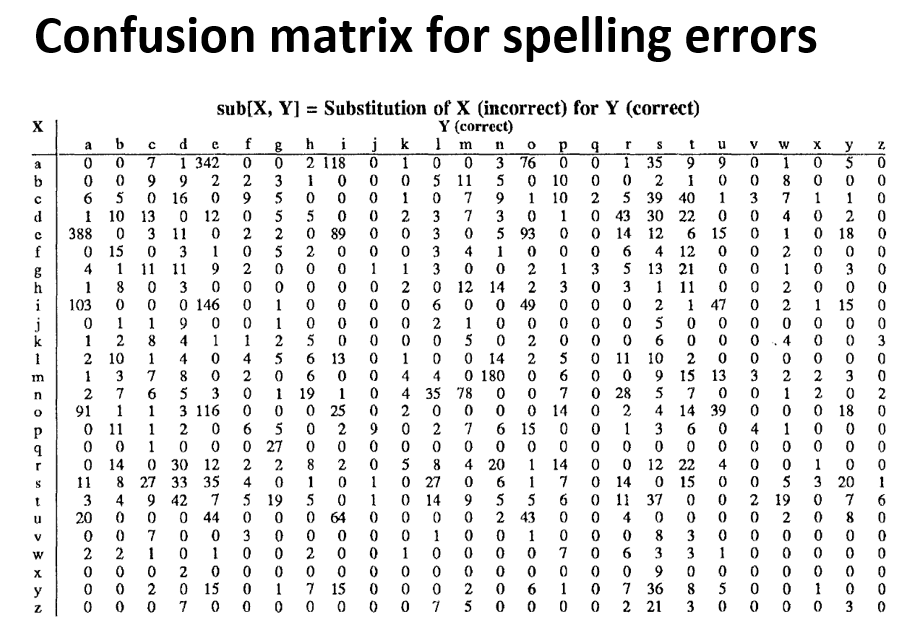 Confusion matrix for spelling errors
sub[X, Y] = Substitution of X (incorrect) for Y (correct)
X Y (correct)
a b c d e f g h i j k l m n o p q r s t u v w x y z
a 0 0 7 1 342 0 0 2 118 0 1 0 0 3 76 0 0 1 35 9 9 0 1 0 5 0
b 0 0 9 9 2 2 3 1 0 0 0 5 11 5 0 10 0 0 2 1 0 0 8 0 0 0
c 6 5 0 16 0 9 5 0 0 0 1 0 7 9 1 10 2 5 39 40 1 3 7 1 1 0
d 1 10 13 0 12 0 5 5 0 0 2 3 7 3 0 1 0 43 30 22 0 0 4 0 2 0
e 388 0 3 11 0 2 2 0 89 0 0 3 0 5 93 0 0 14 12 6 15 0 1 0 18 0
f 0 15 0 3 1 0 5 2 0 0 0 3 4 1 0 0 0 6 4 12 0 0 2 0 0 0
g 4 1 11 11 9 2 0 0 0 1 1 3 0 0 2 1 3 5 13 21 0 0 1 0 3 0
h 1 8 0 3 0 0 0 0 0 0 2 0 12 14 2 3 0 3 1 11 0 0 2 0 0 0
i 103 0 0 0 146 0 1 0 0 0 0 6 0 0 49 0 0 0 2 1 47 0 2 1 15 0
j 0 1 1 9 0 0 1 0 0 0 0 2 1 0 0 0 0 0 5 0 0 0 0 0 0 0
k 1 2 8 4 1 1 2 5 0 0 0 0 5 0 2 0 0 0 6 0 0 0 4 0 0 3
l 2 10 1 4 0 4 5 6 13 0 1 0 0 14 2 5 0 11 10 2 0 0 0 0 0 0
m 1 3 7 8 0 2 0 6 0 0 4 4 0 180 0 6 0 0 9 15 13 3 2 2 3 0
n 2 7 6 5 3 0 1 19 1 0 4 35 78 0 0 7 0 28 5 7 0 0 1 2 0 2
o 91 1 1 3 116 0 0 0 25 0 2 0 0 0 0 14 0 2 4 14 39 0 0 0 18 0
p 0 11 1 2 0 6 5 0 2 9 0 2 7 6 15 0 0 1 3 6 0 4 1 0 0 0
q 0 0 1 0 0 0 27 0 0 0 0 0 0 0 0 0 0 0 0 0 0 0 0 0 0 0
r 0 14 0 30 12 2 2 8 2 0 5 8 4 20 1 14 0 0 12 22 4 0 0 1 0 0
s 11 8 27 33 35 4 0 1 0 1 0 27 0 6 1 7 0 14 0 15 0 0 5 3 20 1
t 3 4 9 42 7 5 19 5 0 1 0 14 9 5 5 6 0 11 37 0 0 2 19 0 7 6
u 20 0 0 0 44 0 0 0 64 0 0 0 0 2 43 0 0 4 0 0 0 0 2 0 8 0
v 0 0 7 0 0 3 0 0 0 0 0 1 0 0 1 0 0 0 8 3 0 0 0 0 0 0
w 2 2 1 0 1 0 0 2 0 0 1 0 0 0 0 7 0 6 3 3 1 0 0 0 0 0
x 0 0 0 2 0 0 0 0 0 0 0 0 0 0 0 0 0 0 9 0 0 0 0 0 0 0
y 0 0 2 0 15 0 1 7 15 0 0 0 2 0 6 1 0 7 36 8 5 0 0 1 0 0
z 0 0 0 7 0 0 0 0 0 0 0 7 5 0 0 0 0 2 21 3 0 0 0 0 3 0